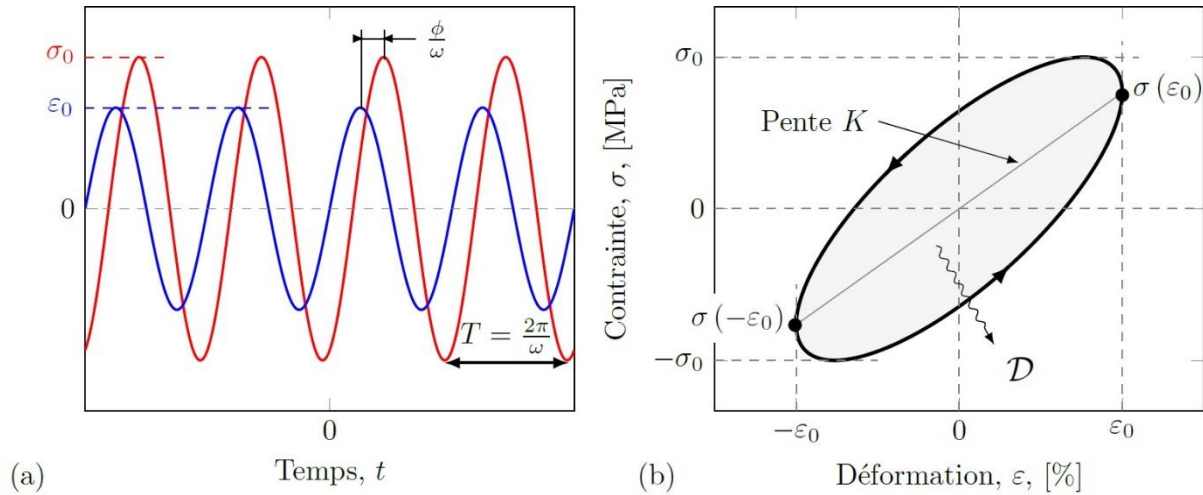 σ₀
ε₀
0
ϕ/ω
T = 2π/ω
0
Temps, t
(a)
Contrainte, σ, [MPa]
σ₀
0
−σ₀
Pente K
σ (ε₀)
σ (−ε₀)
𝒟
−ε₀ 0 ε₀
Déformation, ε, [%]
(b)